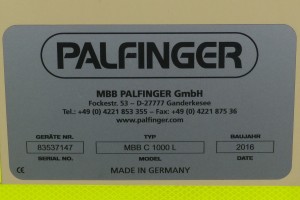 PALFINGER
MBB PALFINGER GmbH
Fockestr. 53 – D-27777 Ganderkesee
Tel.: +49 (0) 4221 853 355 – Fax: +49 (0) 4221 875 36
www.palfinger.com
GERÄTE NR. TYP BAUJAHR
83537147 MBB C 1000 L 2016
SERIAL NO. MODEL DATE
CE MADE IN GERMANY